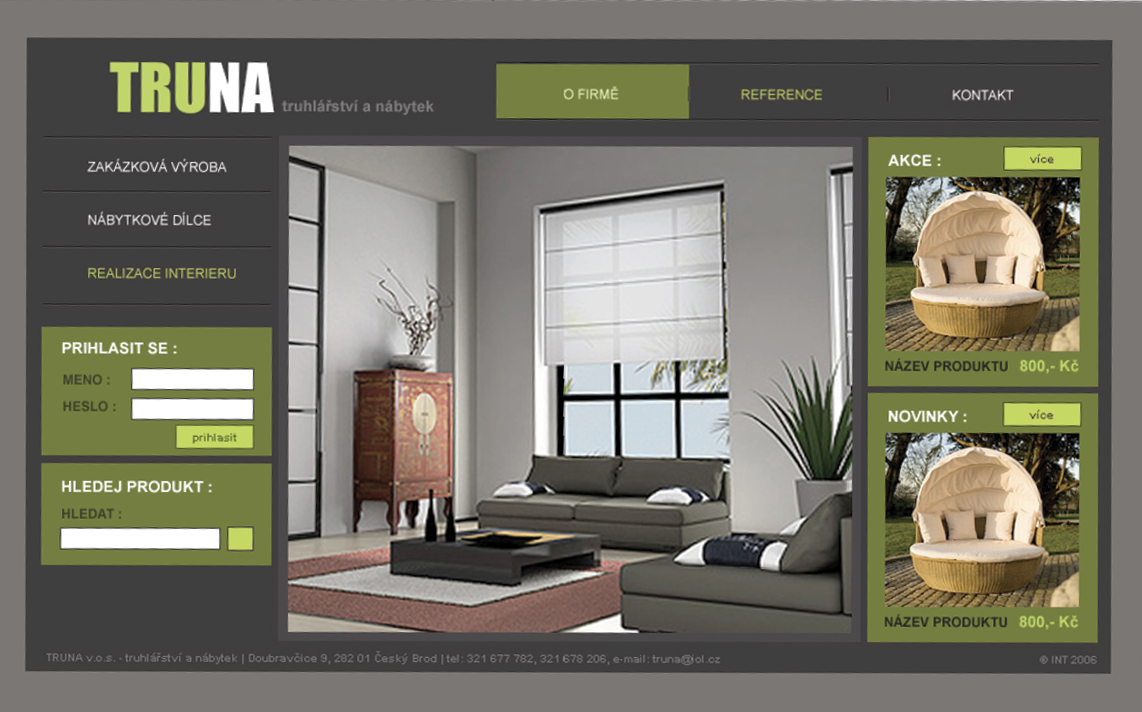 TRUNA truhlářství a nábytek
O FIRMĚ
REFERENCE
KONTAKT
ZAKÁZKOVÁ VÝROBA
NÁBYTKOVÉ DÍLCE
REALIZACE INTERIERU
PRIHLASIT SE :
MENO :
HESLO :
prihlasit
HLEDEJ PRODUKT :
HLEDAT :
AKCE :
více
NÁZEV PRODUKTU 800,- Kč
NOVINKY :
více
NÁZEV PRODUKTU 800,- Kč
TRUNA v.o.s. - truhlářství a nábytek | Doubravčice 9, 282 01 Český Brod | tel: 321 677 782, 321 678 206, e-mail: truna@iol.cz
© INT 2006